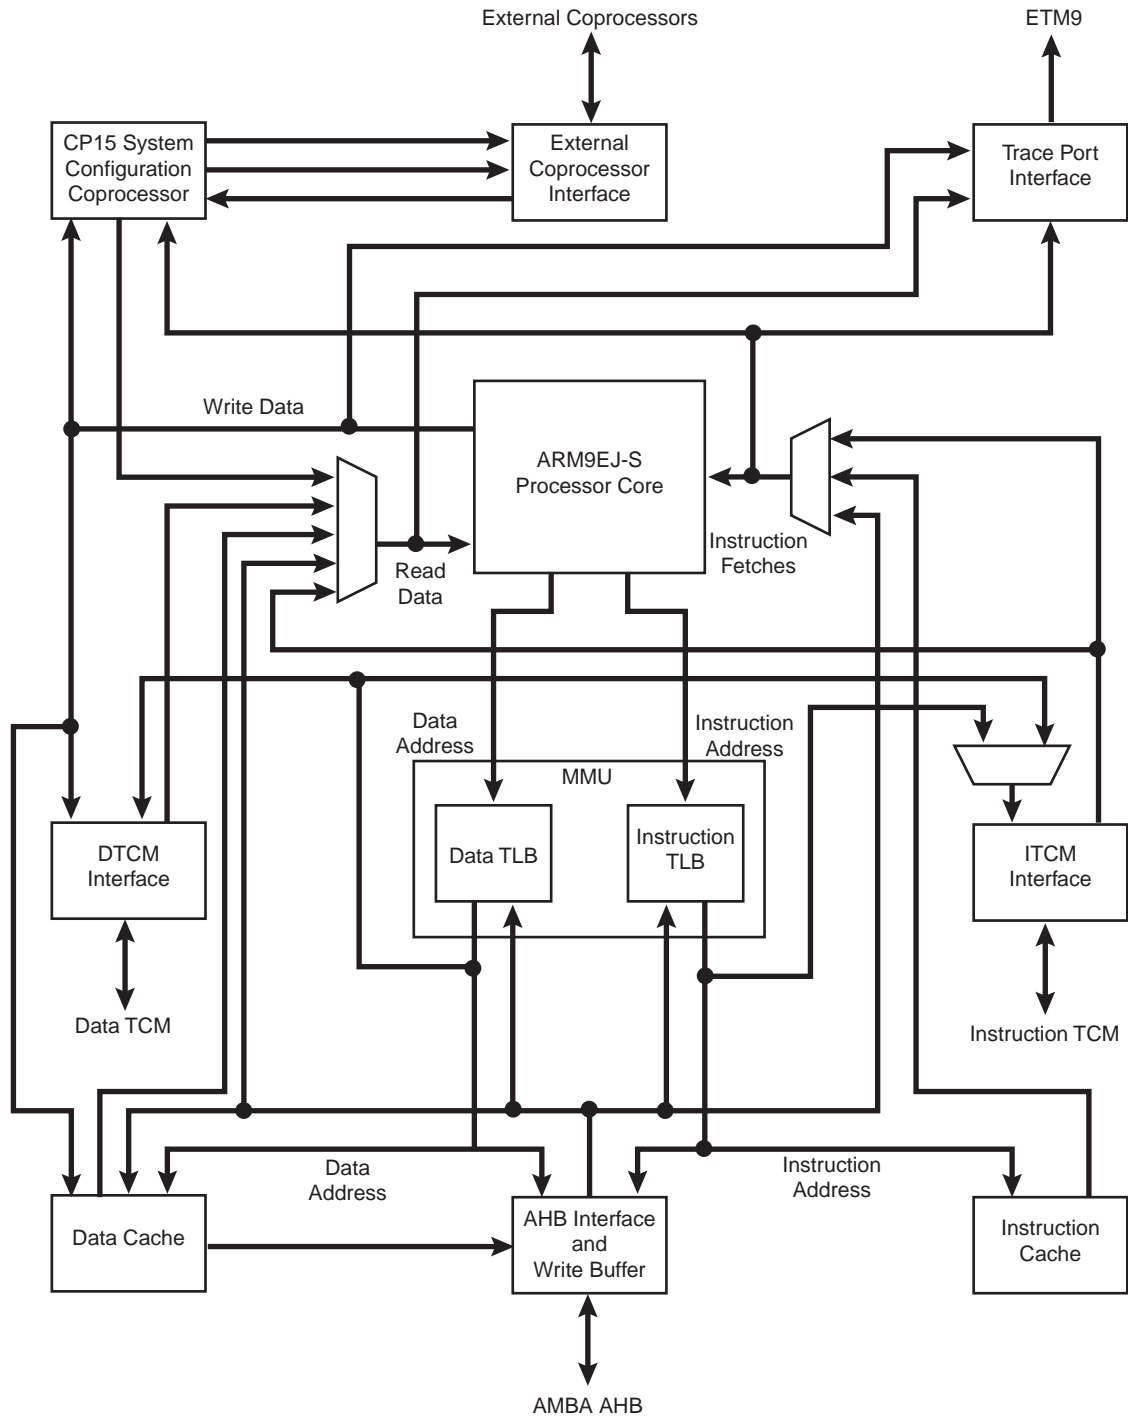 External Coprocessors
ETM9
CP15 System
Configuration
Coprocessor
External
Coprocessor
Interface
Trace Port
Interface
Write Data
ARM9EJ-S
Processor Core
Instruction
Fetches
Read
Data
Data
Address
Instruction
Address
MMU
DTCM
Interface
Data TLB
Instruction
TLB
ITCM
Interface
Data TCM
Instruction TCM
Data
Address
Instruction
Address
Data Cache
AHB Interface
and
Write Buffer
Instruction
Cache
AMBA AHB